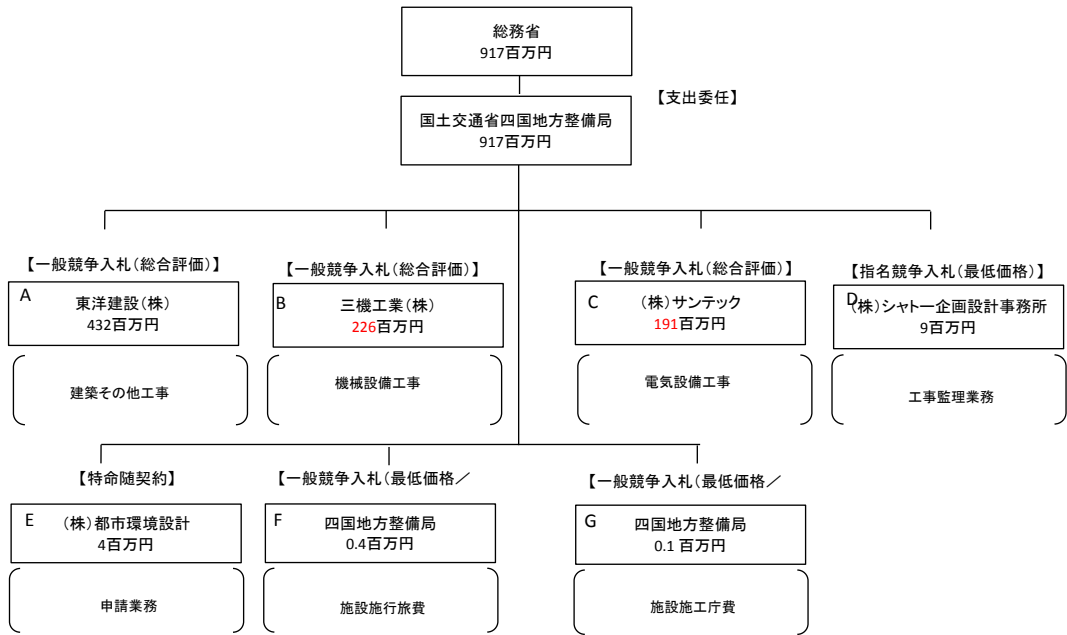 総務省
917百万円
【支出委任】
国土交通省四国地方整備局
917百万円
【一般競争入札(総合評価)】
A
東洋建設(株)
432百万円
建築その他工事
【一般競争入札(総合評価)】
B
三機工業(株)
226百万円
機械設備工事
【一般競争入札(総合評価)】
C
(株)サンテック
191百万円
電気設備工事
【指名競争入札(最低価格)】
D
(株)シャトー企画設計事務所
9百万円
工事監理業務
【特命随契約】
E
(株)都市環境設計
4百万円
申請業務
【一般競争入札(最低価格/
F
四国地方整備局
0.4百万円
施設施行旅費
【一般競争入札(最低価格/
G
四国地方整備局
0.1 百万円
施設施工庁費